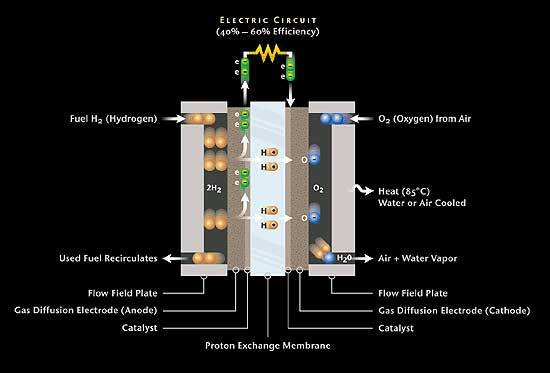 ELECTRIC CIRCUIT
(40% – 60% Efficiency)
e
e
e
e
Fuel H2 (Hydrogen)
O2 (Oxygen) from Air
e
e
H
O
H
e
e
2H2
O2
Heat (85°C)
Water or Air Cooled
H
H
O
Used Fuel Recirculates
H2O
Air + Water Vapor
Flow Field Plate
Flow Field Plate
Gas Diffusion Electrode (Anode)
Gas Diffusion Electrode (Cathode)
Catalyst
Catalyst
Proton Exchange Membrane